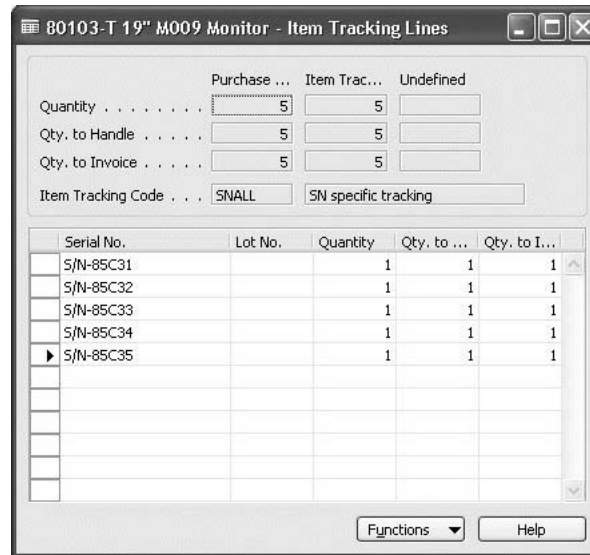 80103-T 19" M009 Monitor - Item Tracking Lines
Purchase ... Item Trac... Undefined
Quantity . . . . . . . . 5 5
Qty. to Handle . . . . . 5 5
Qty. to Invoice . . . . . 5 5
Item Tracking Code . . . SNALL SN specific tracking
Serial No. Lot No. Quantity Qty. to ... Qty. to I...
S/N-85C31 1 1 1
S/N-85C32 1 1 1
S/N-85C33 1 1 1
S/N-85C34 1 1 1
S/N-85C35 1 1 1
Functions Help